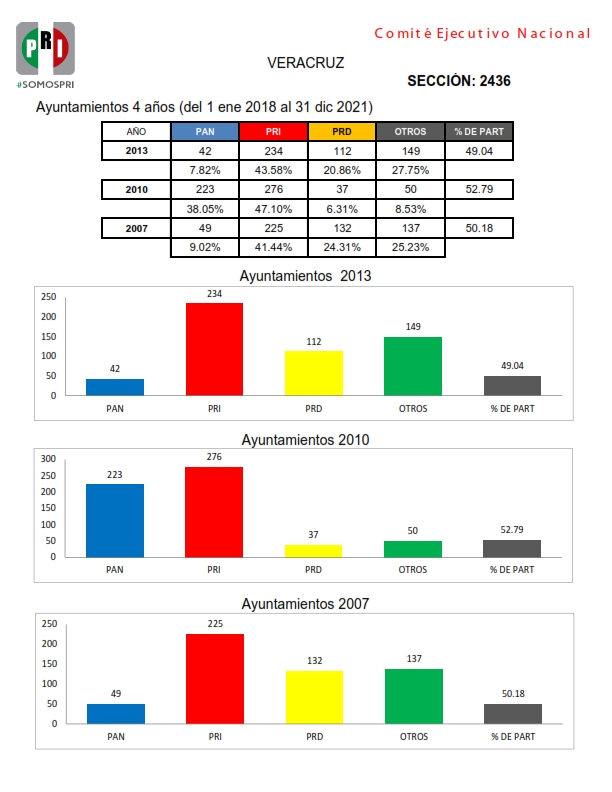 Comité Ejecutivo Nacional
PRI
#SOMOSPRI
VERACRUZ
SECCIÓN: 2436
Ayuntamientos 4 años (del 1 ene 2018 al 31 dic 2021)
AÑO PAN PRI PRD OTROS % DE PART
2013 42 234 112 149 49.04
7.82% 43.58% 20.86% 27.75%
2010 223 276 37 50 52.79
38.05% 47.10% 6.31% 8.53%
2007 49 225 132 137 50.18
9.02% 41.44% 24.31% 25.23%
Ayuntamientos 2013
250
200
150
100
50
0
42 234 112 149 49.04
PAN PRI PRD OTROS % DE PART
Ayuntamientos 2010
300
250
200
150
100
50
0
223 276 37 50 52.79
PAN PRI PRD OTROS % DE PART
Ayuntamientos 2007
250
200
150
100
50
0
49 225 132 137 50.18
PAN PRI PRD OTROS % DE PART